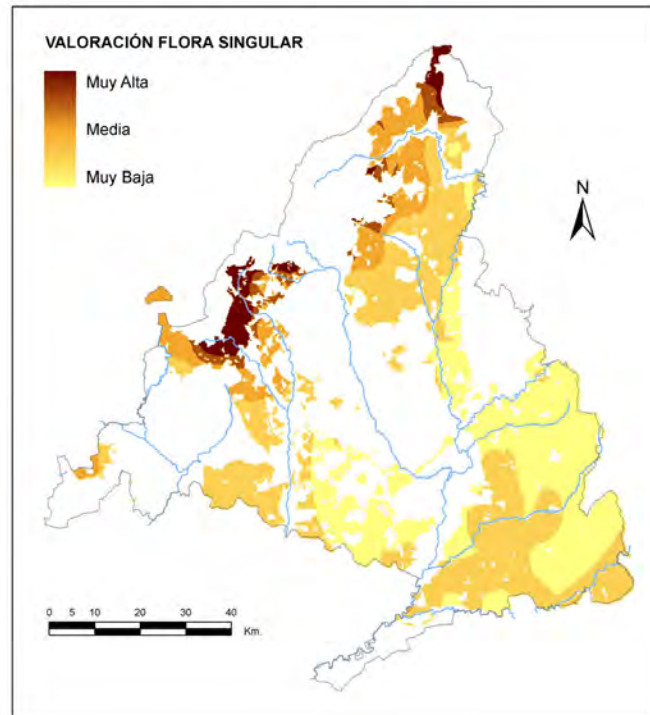 VALORACIÓN FLORA SINGULAR
Muy Alta
Media
Muy Baja
N
0 5 10 20 30 40
Km.